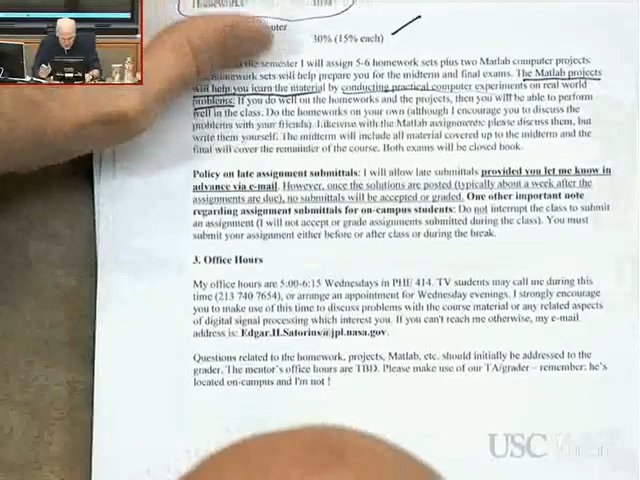 30% (15% each)
semester I will assign 5-6 homework sets plus two Matlab computer projects.
homework sets will help prepare you for the midterm and final exams. The Matlab projects
will help you learn the material by conducting practical computer experiments on real world
problems. If you do well on the homeworks and the projects, then you will be able to perform
well in the class. Do the homeworks on your own (although I encourage you to discuss the
problems with your friends). Likewise with the Matlab assignments: please discuss them, but
write them yourself. The midterm will include all material covered up to the midterm and the
final will cover the remainder of the course. Both exams will be closed book.
Policy on late assignment submittals: I will allow late submittals provided you let me know in
advance via e-mail. However, once the solutions are posted (typically about a week after the
assignments are due), no submittals will be accepted or graded. One other important note
regarding assignment submittals for on-campus students: Do not interrupt the class to submit
an assignment (I will not accept or grade assignments submitted during the class). You must
submit your assignment either before or after class or during the break.
3. Office Hours
My office hours are 5:00-6:15 Wednesdays in PHE 414. TV students may call me during this
time (213 740 7654), or arrange an appointment for Wednesday evenings. I strongly encourage
you to make use of this time to discuss problems with the course material or any related aspects
of digital signal processing which interest you. If you can't reach me otherwise, my e-mail
address is: Edgar.H.Satorius@jpl.nasa.gov.
Questions related to the homework, projects, Matlab, etc. should initially be addressed to the
grader. The mentor's office hours are TBD. Please make use of our TA/grader – remember: he's
located on-campus and I'm not !
USC